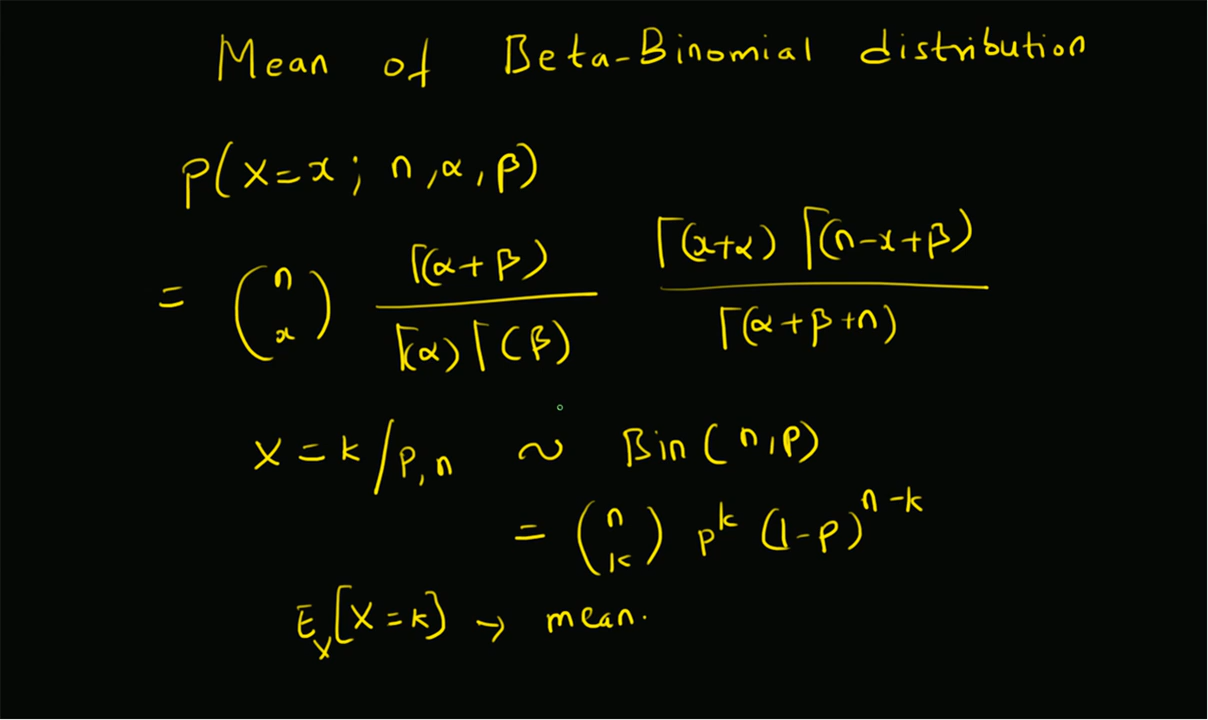 Mean of Beta-Binomial distribution
P(X=x; n, α, β)
= (n x) Γ(α+β) / Γ(α) Γ(β) Γ(x+α) Γ(n-x+β) / Γ(α+β+n)
X = k / P, n ~ Bin(n, p)
= (n k) p^k (1-p)^n-k
E_X[X=k] → mean.